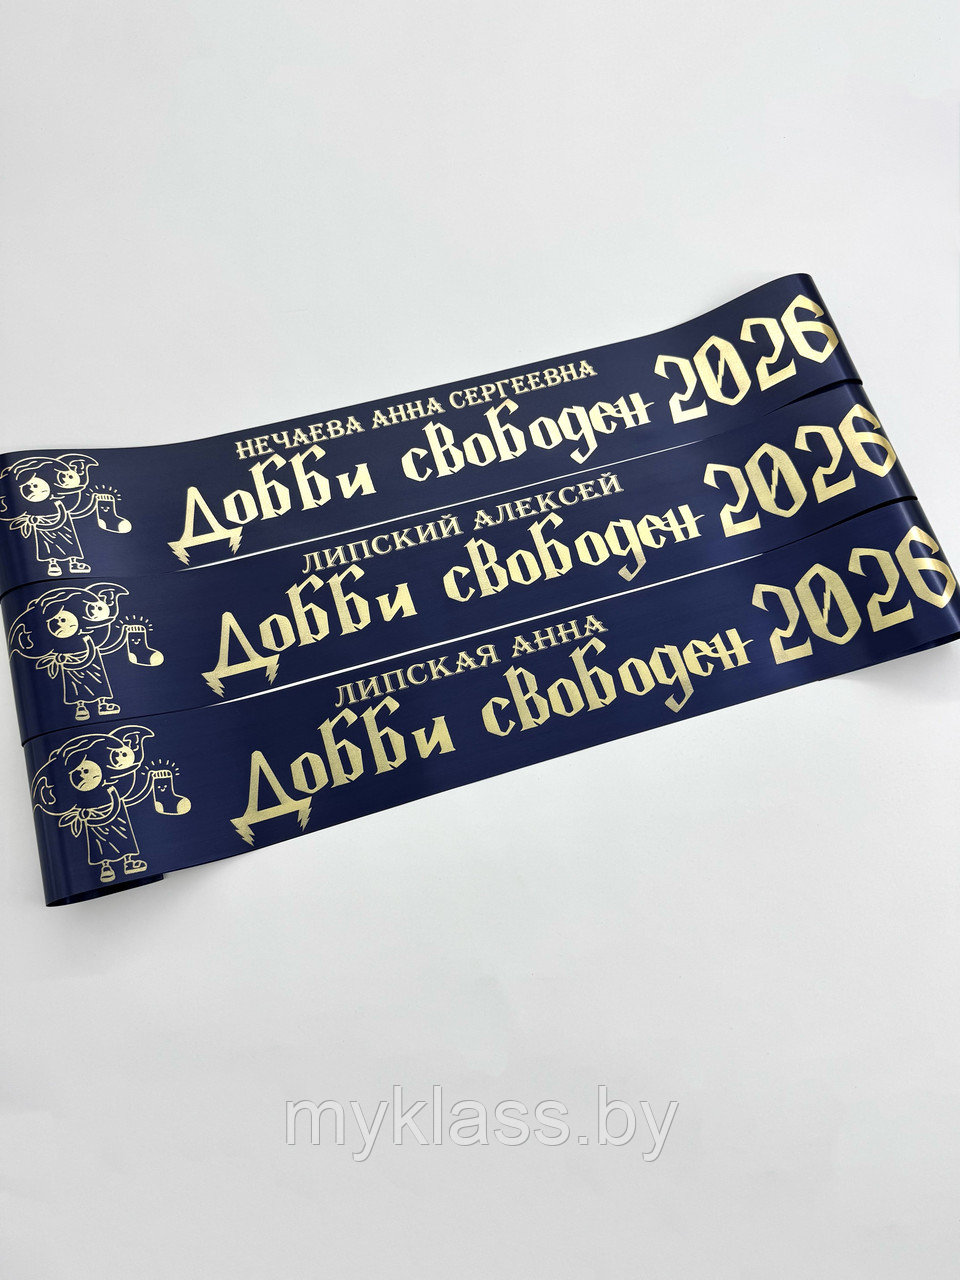 НЕЧАЕВА АННА СЕРГЕЕВНА
Добби свободен 2026
ЛИПСКИЙ АЛЕКСЕЙ
Добби свободен 2026
ЛИПСКАЯ АННА
Добби свободен 2026
myklass.by